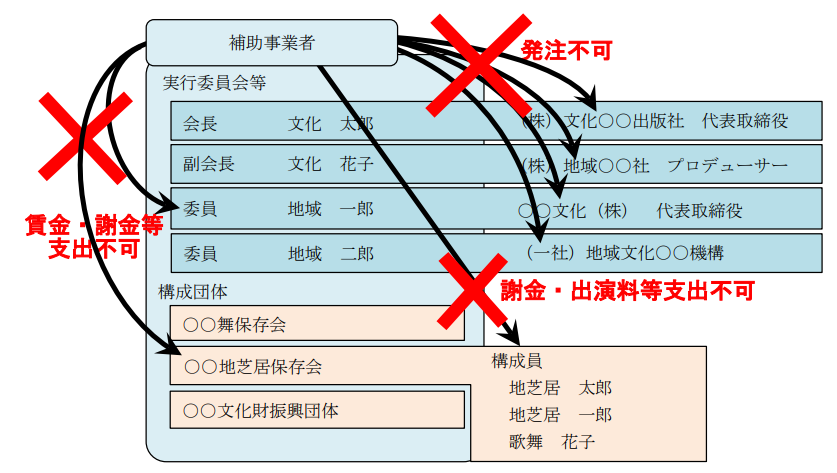 補助事業者
発注不可
実行委員会等
会長 文化 太郎 (株)文化〇〇出版社 代表取締役
副会長 文化 花子 (株)地域〇〇社 プロデューサー
委員 地域 一郎 〇〇文化(株) 代表取締役
委員 地域 二郎 (一社)地域文化〇〇機構
賃金・謝金等
支出不可
謝金・出演料等支出不可
構成団体
〇〇舞保存会
〇〇地芝居保存会
〇〇文化財振興団体
構成員
地芝居 太郎
地芝居 一郎
歌舞 花子